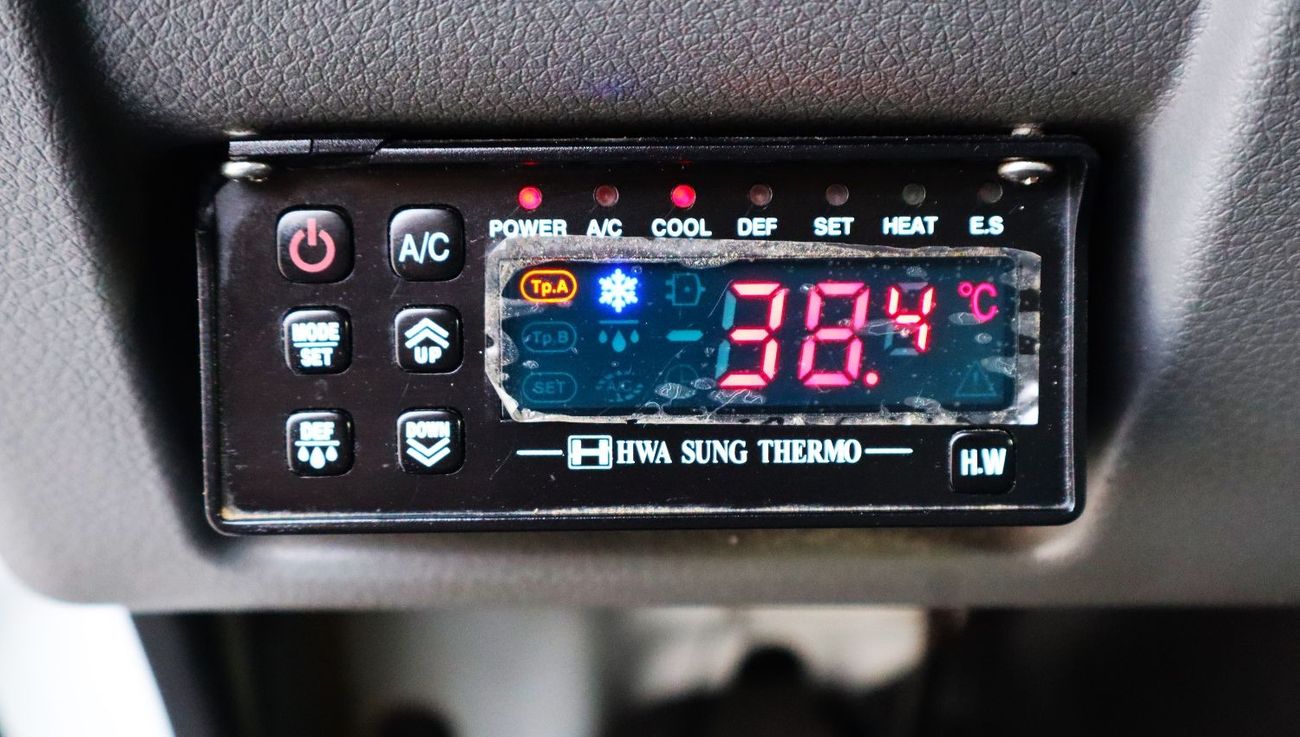 POWER A/C COOL DEF SET HEAT E.S
A/C
MODE
SET
UP
DEF
DOWN
Tp.A
Tp.B
SET
A/C
38.4 °C
HWA SUNG THERMO
H.W